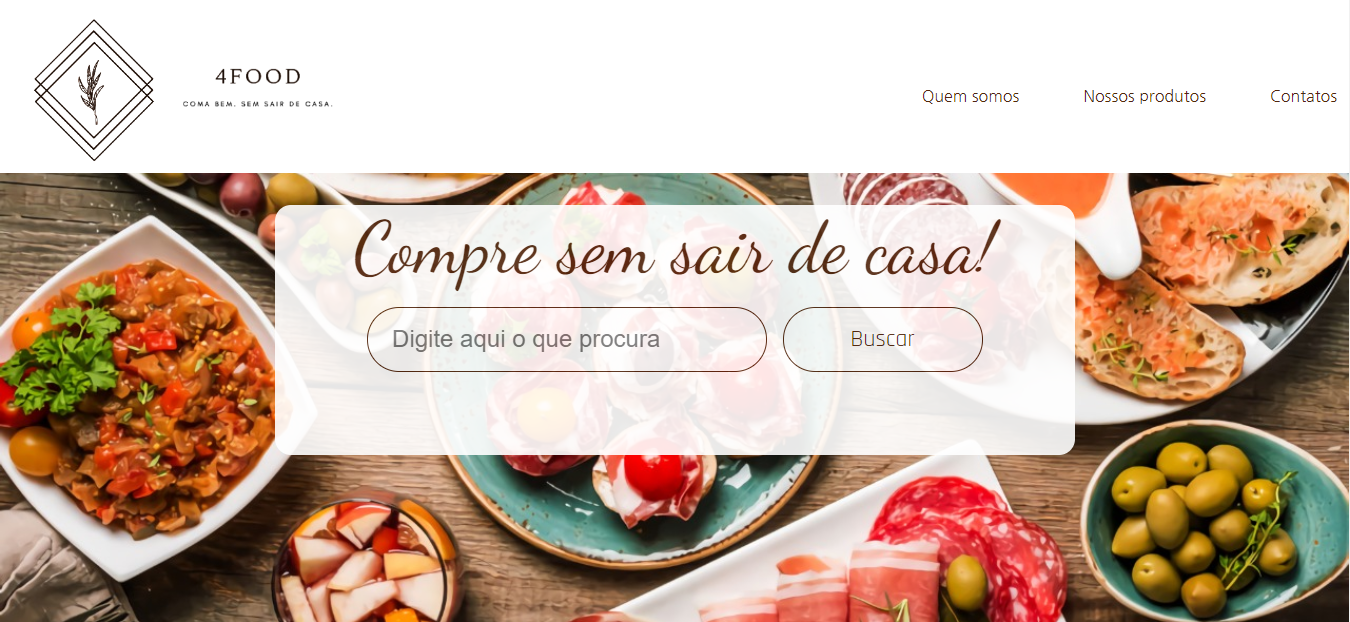 4FOOD
COMA BEM. SEM SAIR DE CASA.
Quem somos
Nossos produtos
Contatos
Compre sem sair de casa!
Digite aqui o que procura
Buscar